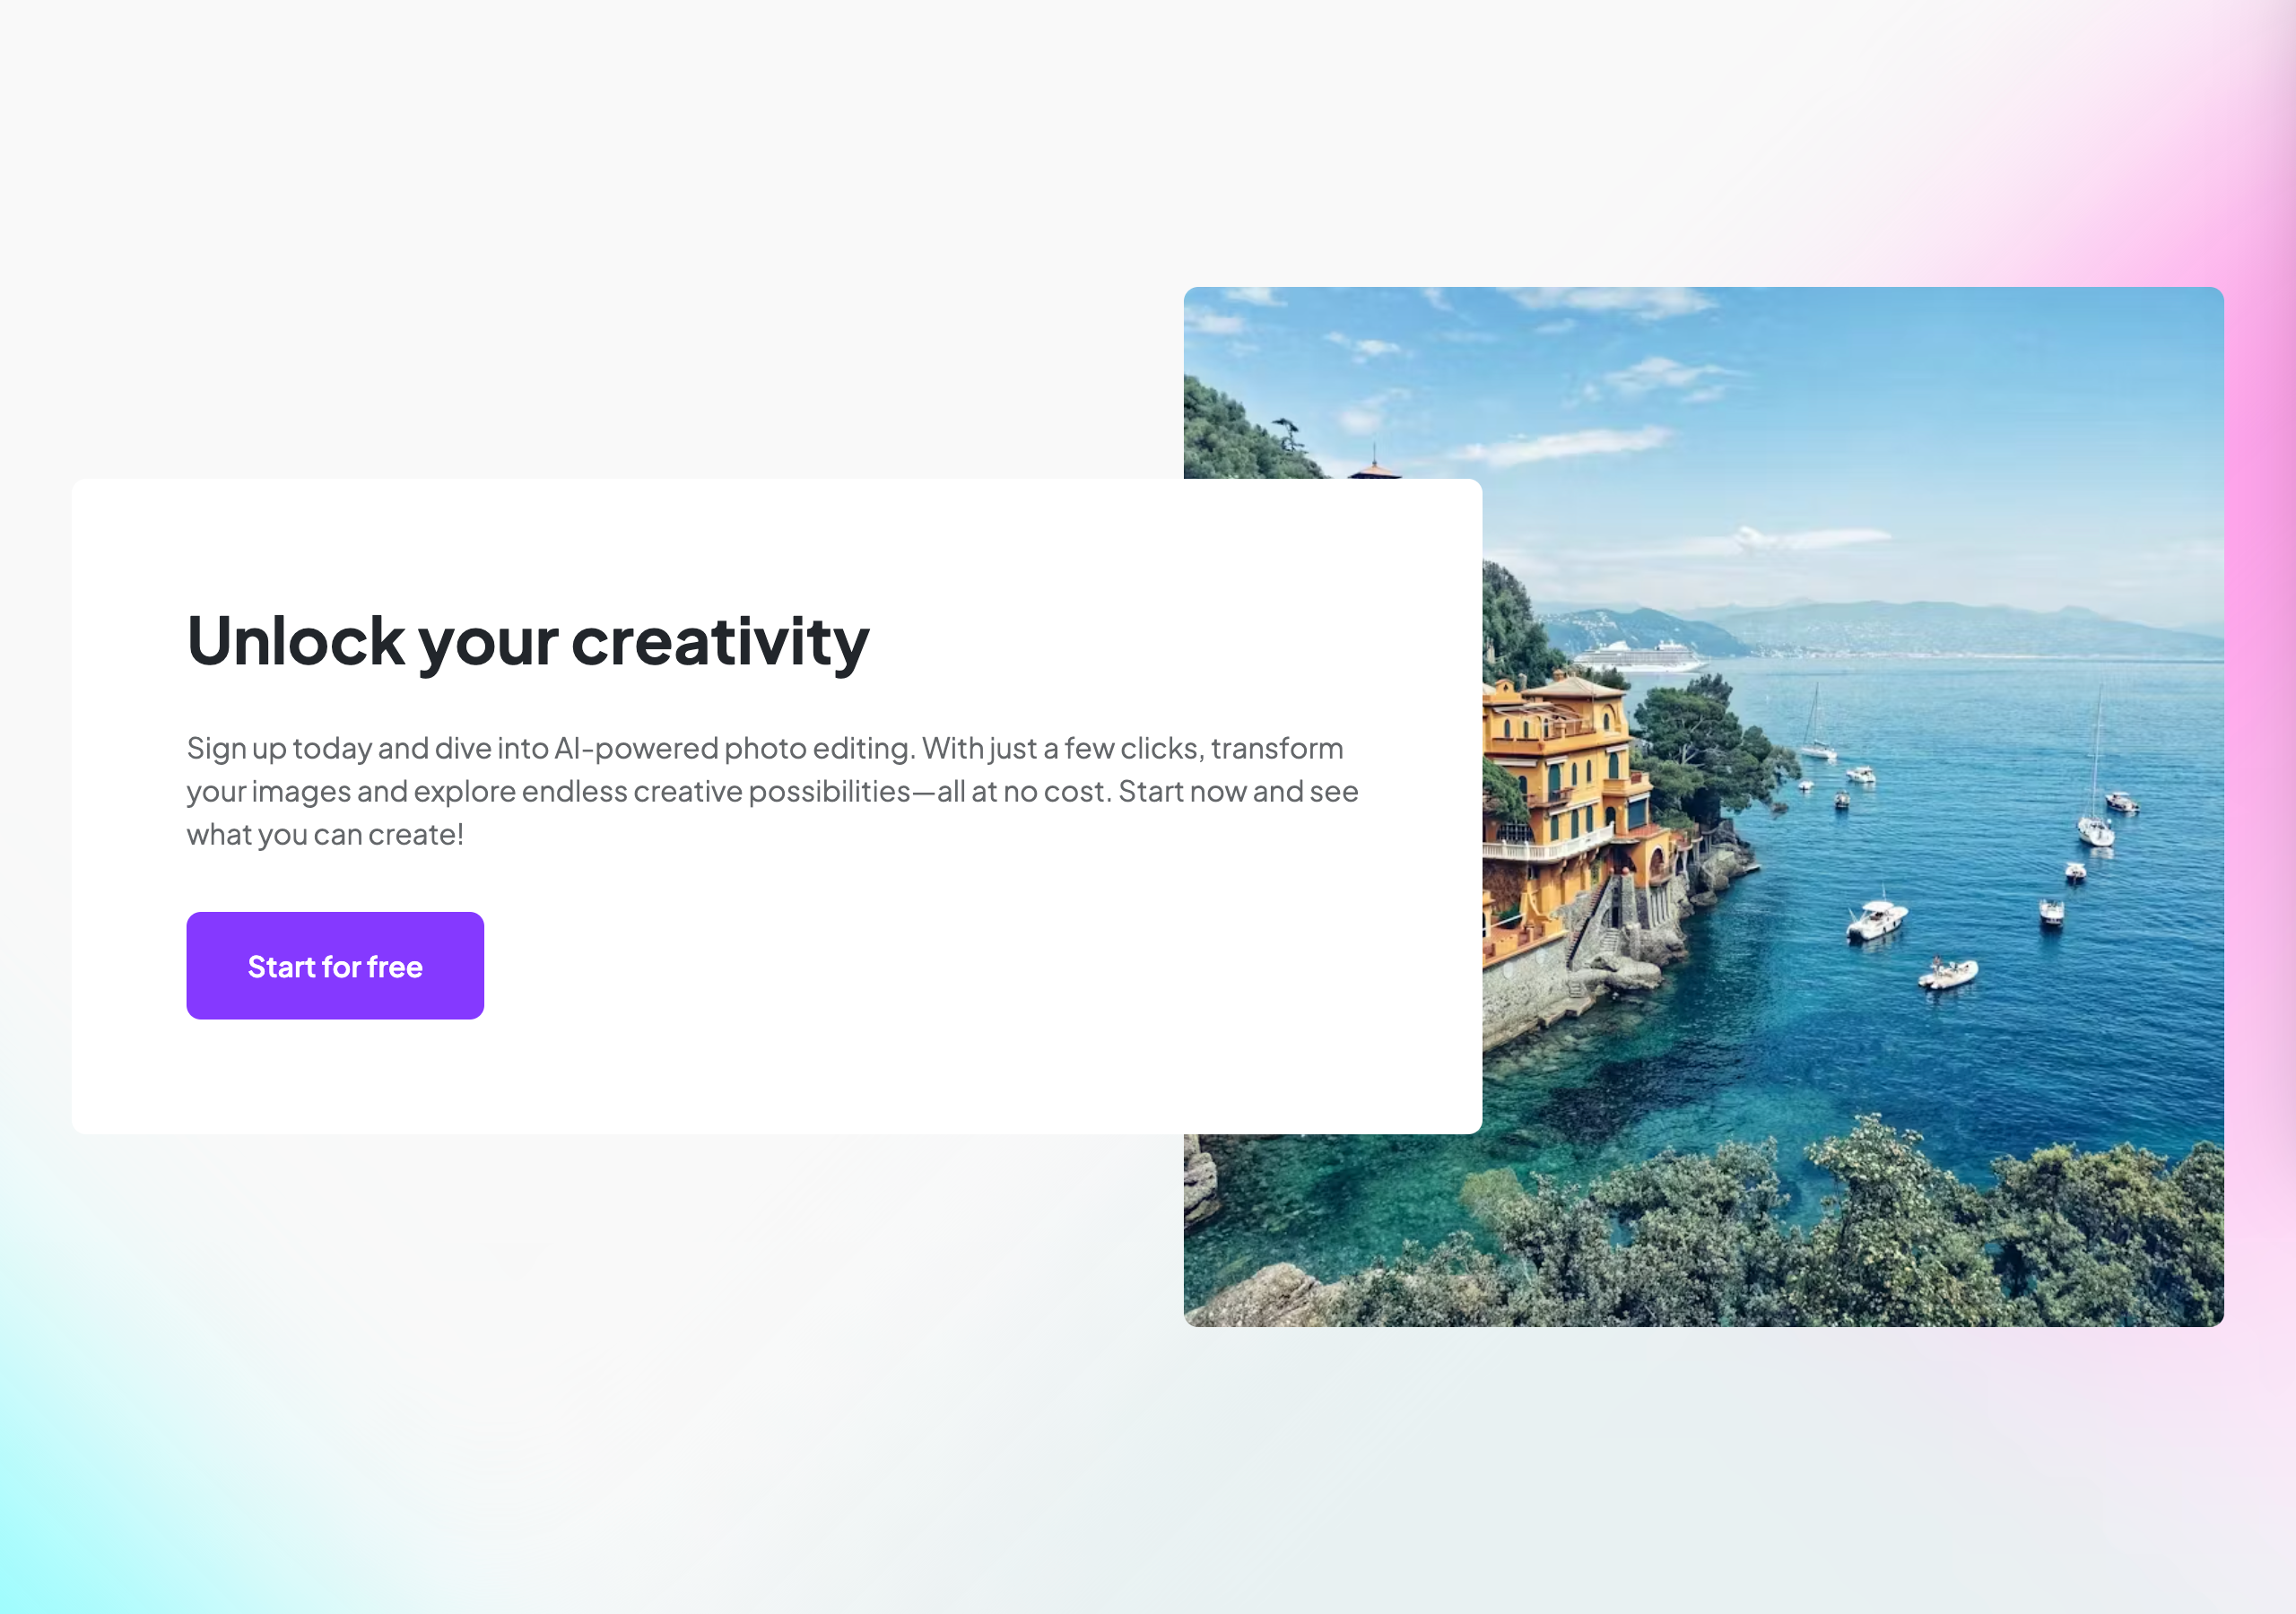 Unlock your creativity
Sign up today and dive into AI-powered photo editing. With just a few clicks, transform
your images and explore endless creative possibilities—all at no cost. Start now and see
what you can create!
Start for free